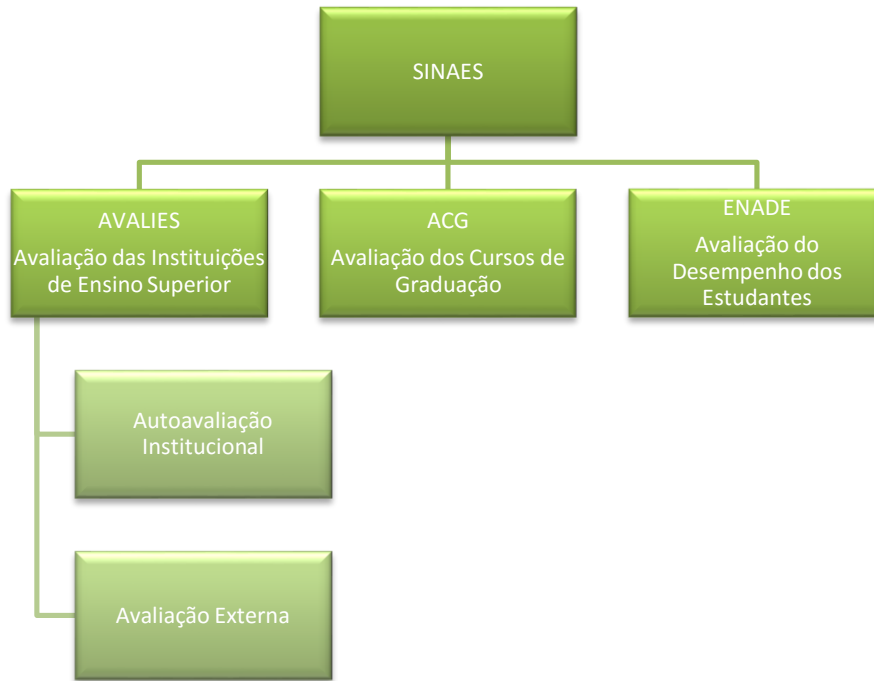 SINAES
AVALIES
Avaliação das Instituições
de Ensino Superior
ACG
Avaliação dos Cursos de
Graduação
ENADE
Avaliação do
Desempenho dos
Estudantes
Autoavaliação
Institucional
Avaliação Externa